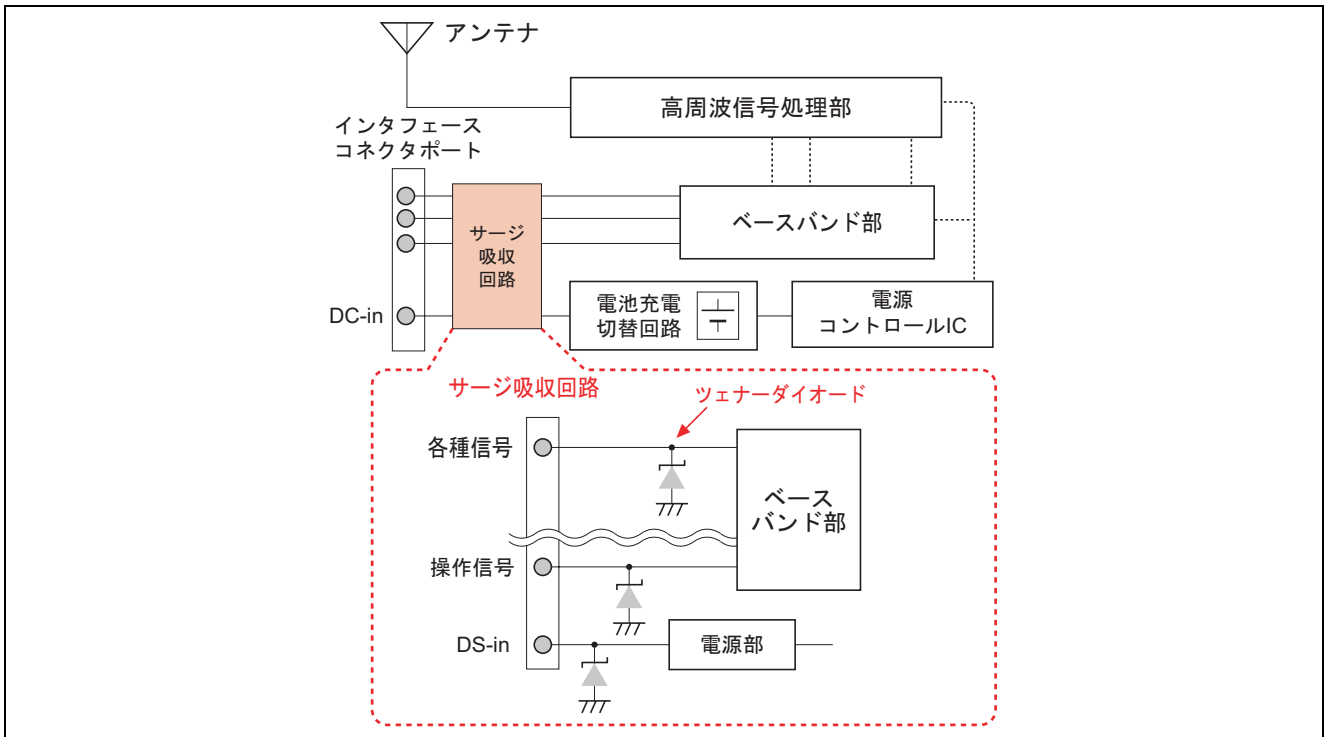 アンテナ
高周波信号処理部
インタフェース
コネクタポート
サージ
吸収
回路
ベースバンド部
DC-in
電池充電
切替回路
電源
コントロールIC
サージ吸収回路
ツェナーダイオード
各種信号
ベース
バンド部
操作信号
DS-in
電源部